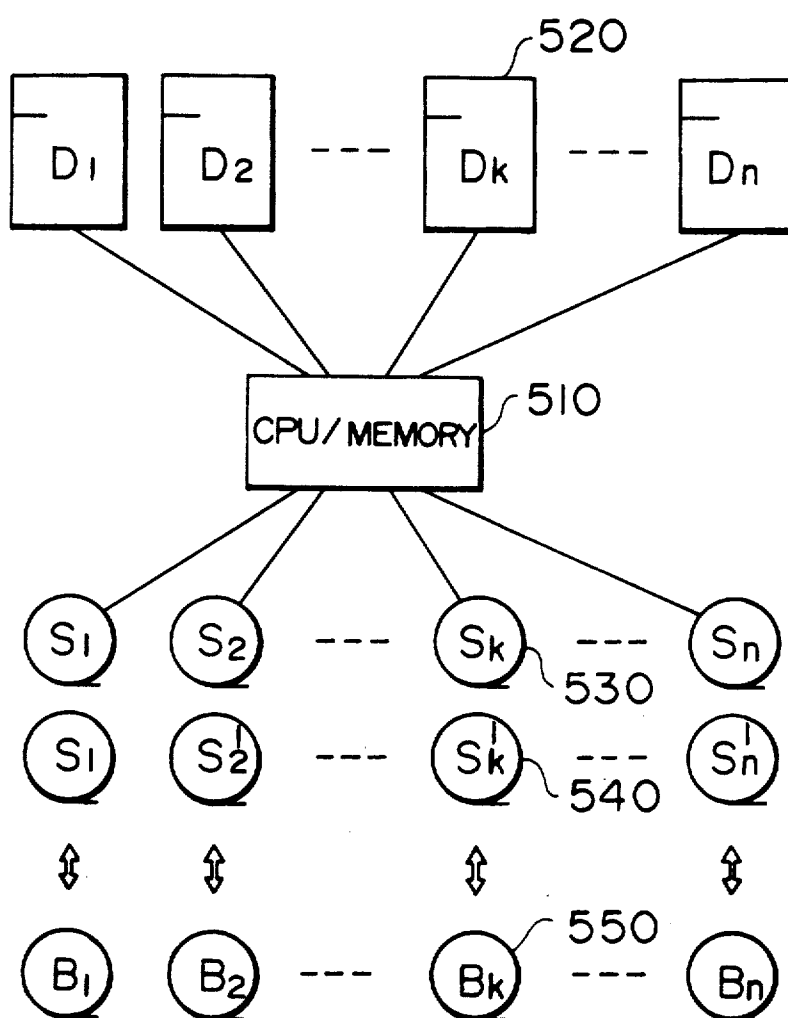 520
D1 D2 --- Dk --- Dn
510
CPU/MEMORY
S1 S2 --- Sk --- Sn
530
S1 S2' --- Sk' --- Sn'
540
550
B1 B2 --- Bk --- Bn